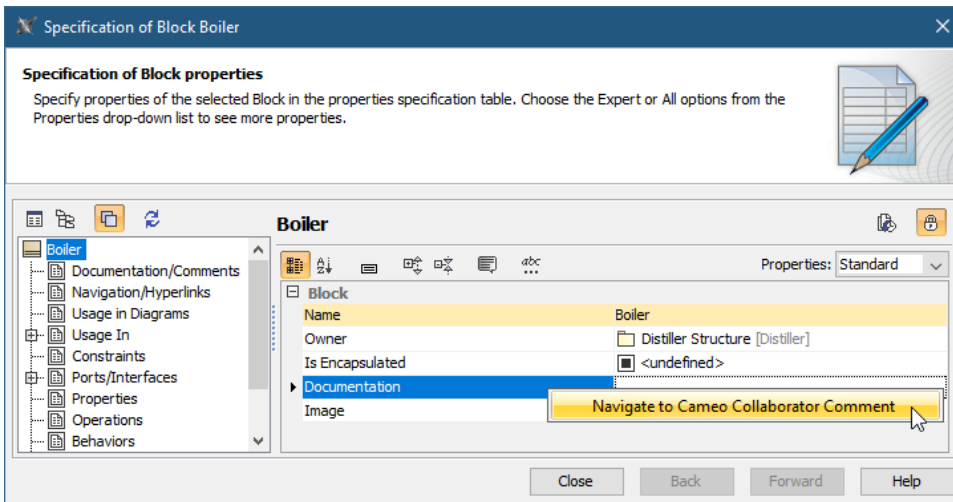 Specification of Block Boiler
Specification of Block properties
Specify properties of the selected Block in the properties specification table. Choose the Expert or All options from the
Properties drop-down list to see more properties.
Boiler
Boiler
Documentation/Comments
Navigation/Hyperlinks
Usage in Diagrams
Usage In
Constraints
Ports/Interfaces
Properties
Operations
Behaviors
A
Z
abc
Properties: Standard
Block
Name Boiler
Owner Distiller Structure [Distiller]
Is Encapsulated <undefined>
Documentation
Image
Navigate to Cameo Collaborator Comment
Close Back Forward Help